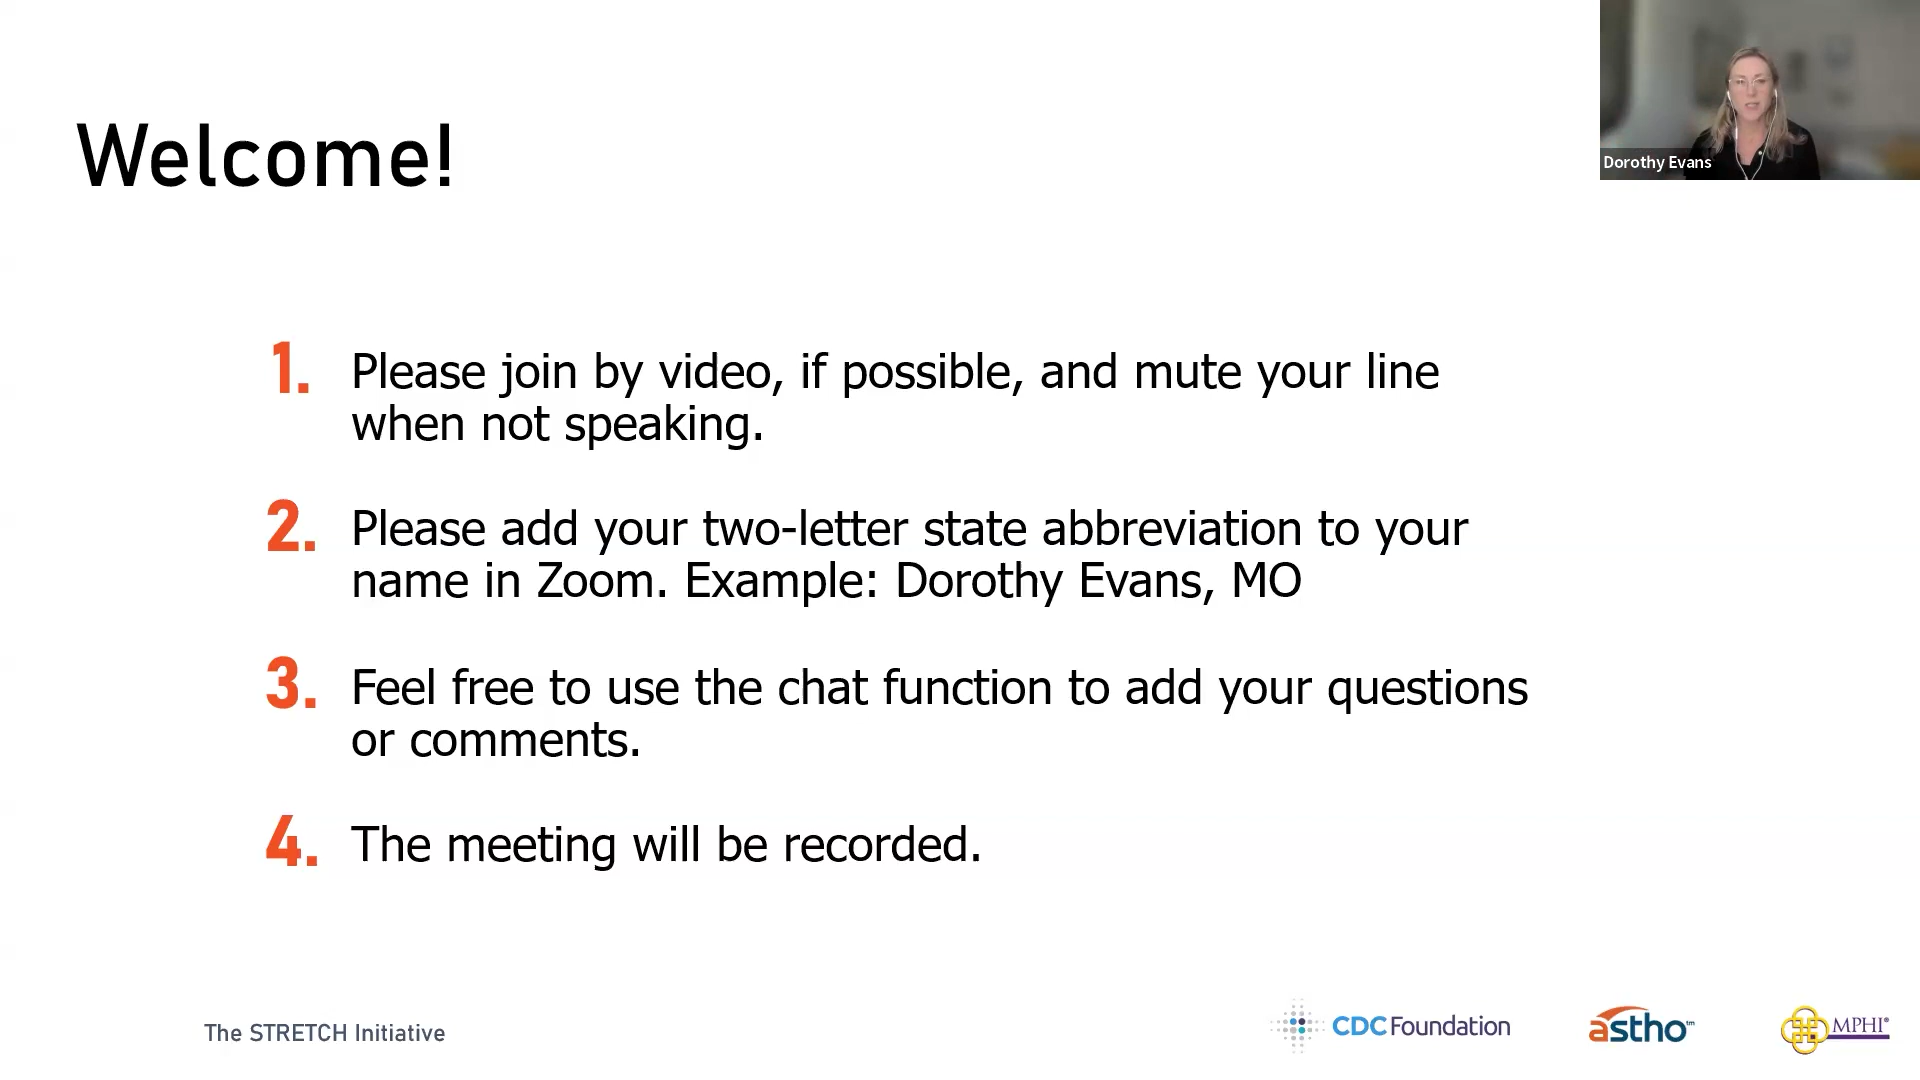 Welcome!
Dorothy Evans
1. Please join by video, if possible, and mute your line
when not speaking.
2. Please add your two-letter state abbreviation to your
name in Zoom. Example: Dorothy Evans, MO
3. Feel free to use the chat function to add your questions
or comments.
4. The meeting will be recorded.
The STRETCH Initiative
CDC Foundation
astho™
MPHI®